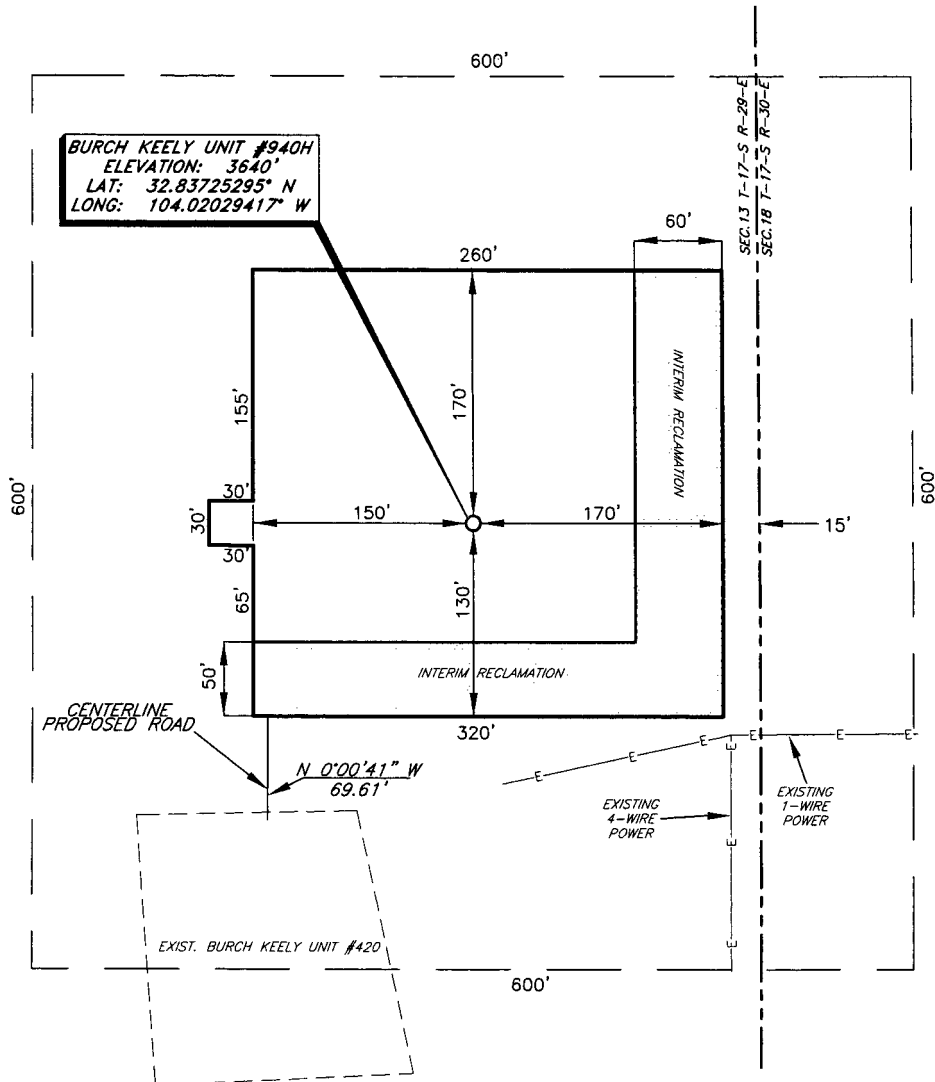 600'
BURCH KEELY UNIT #940H
ELEVATION: 3640'
LAT: 32.83725295° N
LONG: 104.02029417° W
SEC.13 T-17-S R-29-E
SEC.18 T-17-S R-30-E
60'
260'
INTERIM RECLAMATION
170'
155'
600'
600'
30'
30'
30'
150'
170'
15'
65'
130'
50'
INTERIM RECLAMATION
320'
CENTERLINE
PROPOSED ROAD
N 0°00'41" W
69.61'
E
E
E
E
E
E
EXISTING
4-WIRE
POWER
EXISTING
1-WIRE
POWER
E
E
E
EXIST. BURCH KEELY UNIT #420
600'